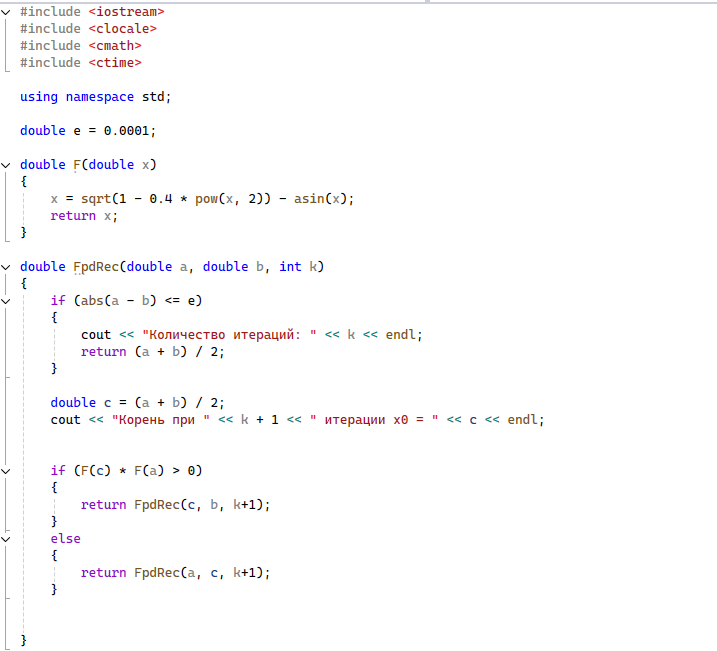 #include <iostream>
#include <clocale>
#include <cmath>
#include <ctime>
using namespace std;
double e = 0.0001;
double F(double x)
{
x = sqrt(1 - 0.4 * pow(x, 2)) - asin(x);
return x;
}
double FpdRec(double a, double b, int k)
{
if (abs(a - b) <= e)
{
cout << "Количество итераций: " << k << endl;
return (a + b) / 2;
}
double c = (a + b) / 2;
cout << "Корень при " << k + 1 << " итерации x0 = " << c << endl;
if (F(c) * F(a) > 0)
{
return FpdRec(c, b, k+1);
}
else
{
return FpdRec(a, c, k+1);
}
}